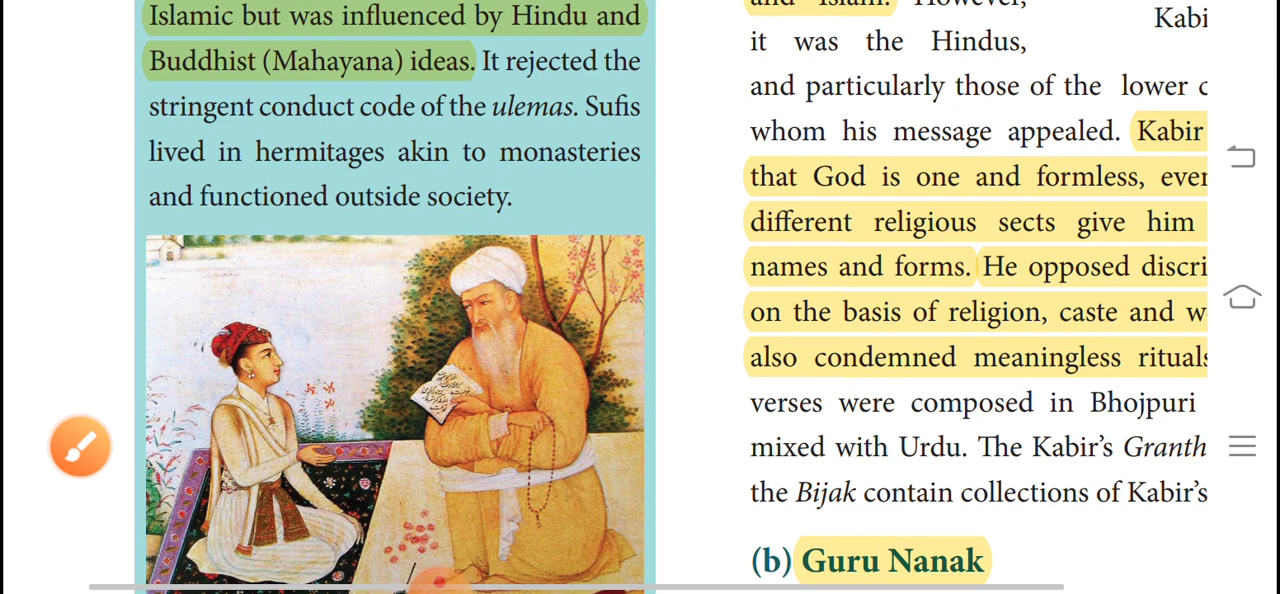 Islamic but was influenced by Hindu and
Buddhist (Mahayana) ideas. It rejected the
stringent conduct code of the ulemas. Sufis
lived in hermitages akin to monasteries
and functioned outside society.
and Islam. However,
it was the Hindus,
Kabi
and particularly those of the lower c
whom his message appealed. Kabir
that God is one and formless, ever
different religious sects give him
names and forms. He opposed discri
on the basis of religion, caste and w
also condemned meaningless rituals
verses were composed in Bhojpuri
mixed with Urdu. The Kabir’s Granth
the Bijak contain collections of Kabir’s
(b) Guru Nanak